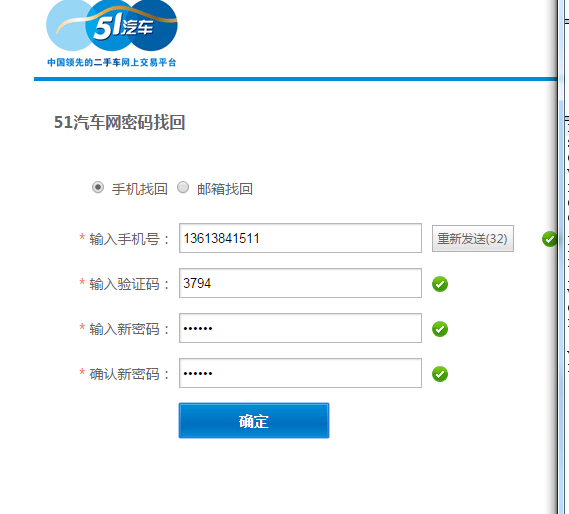 51汽车
中国领先的二手车网上交易平台
51汽车网密码找回
手机找回 邮箱找回
* 输入手机号： 13613841511 重新发送(32)
* 输入验证码： 3794
* 输入新密码： ••••••
* 确认新密码： ••••••
确定